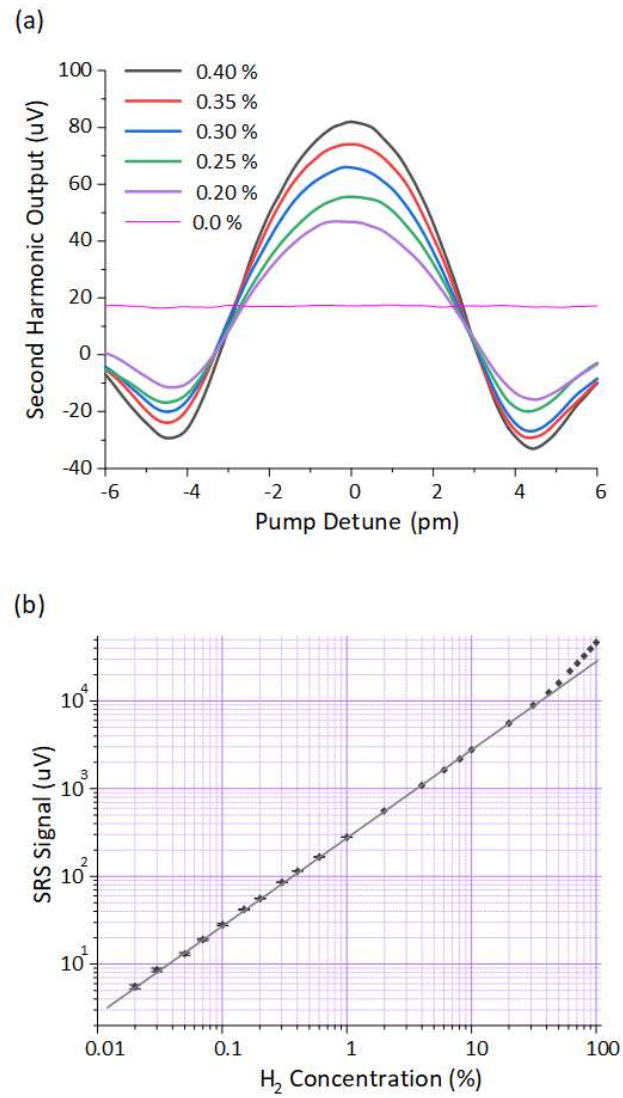 (a)
Second Harmonic Output (uV)
100
80
60
40
20
0
-20
-40
0.40 %
0.35 %
0.30 %
0.25 %
0.20 %
0.0 %
-6 -4 -2 0 2 4 6
Pump Detune (pm)
(b)
SRS Signal (uV)
10^4
10^3
10^2
10^1
0.01 0.1 1 10 100
H₂ Concentration (%)